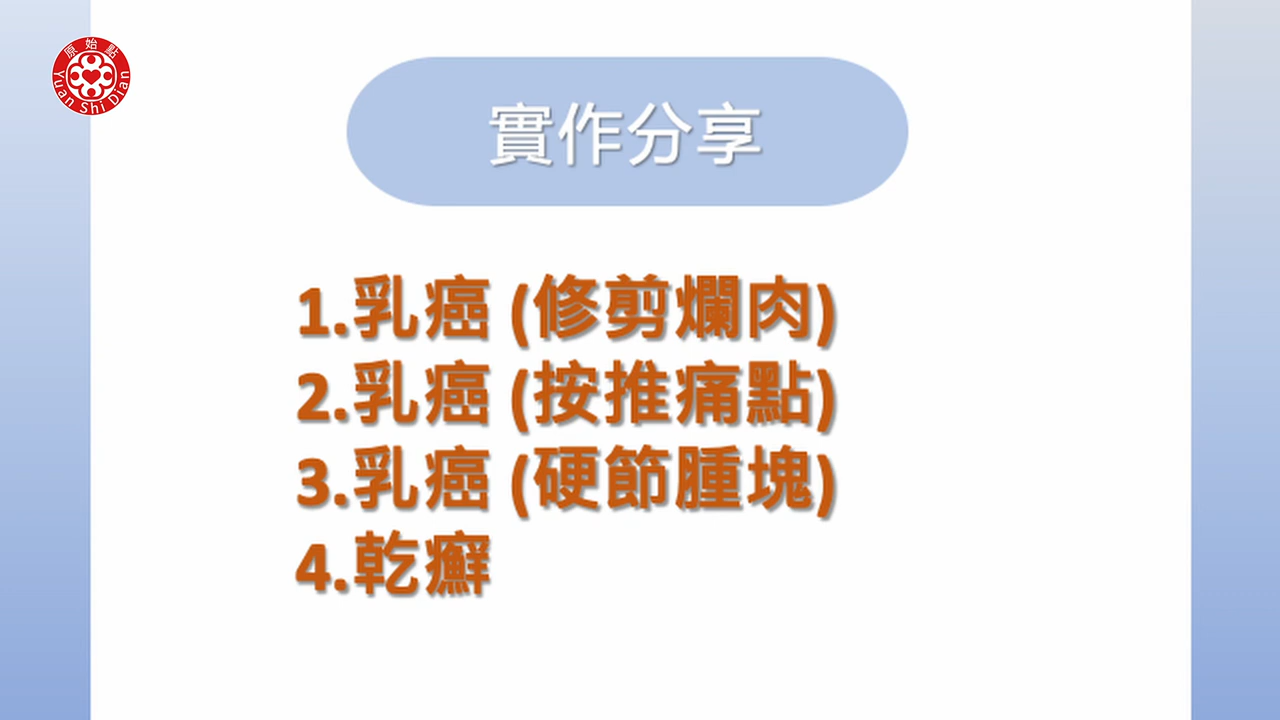 原始點
Yuan Shi Dian
實作分享
1.乳癌 (修剪爛肉)
2.乳癌 (按推痛點)
3.乳癌 (硬節腫塊)
4.乾癬